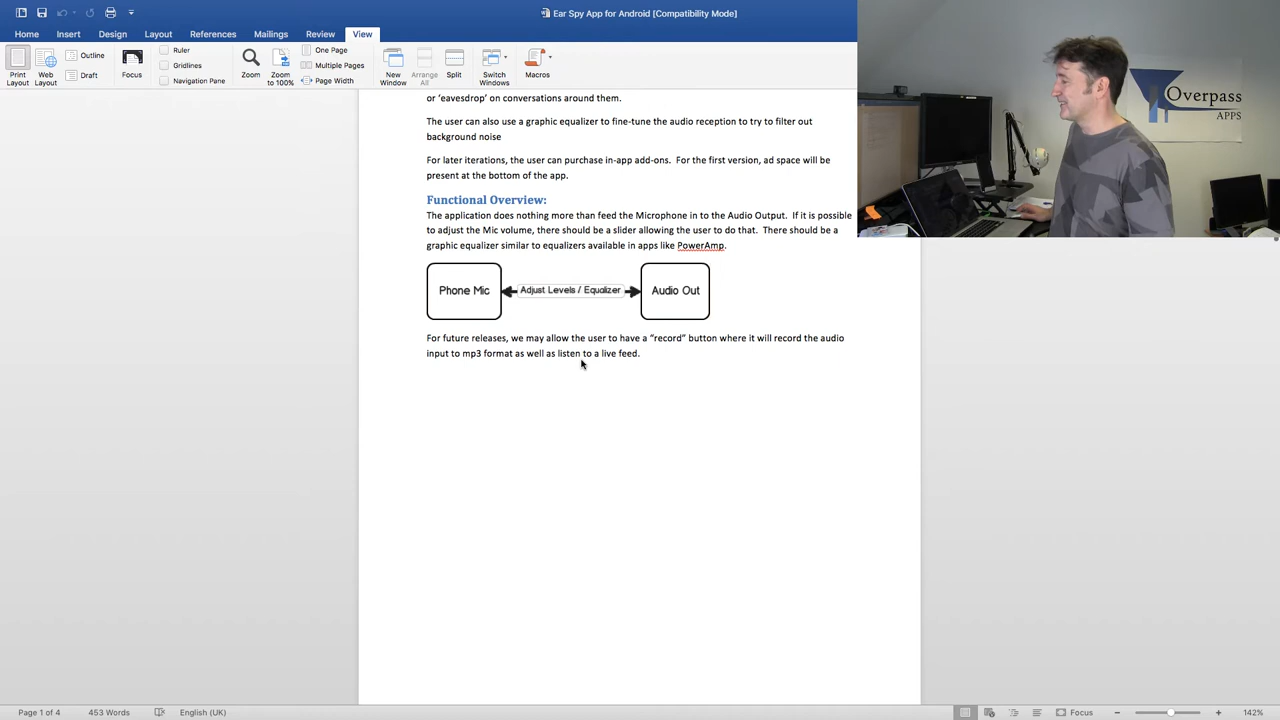 Ear Spy App for Android [Compatibility Mode]
Home Insert Design Layout References Mailings Review View
Print Layout
Web Layout
Outline
Draft
Focus
Ruler
Gridlines
Navigation Pane
Zoom
Zoom to 100%
One Page
Multiple Pages
Page Width
New Window
Arrange All
Split
Switch Windows
Macros
Overpass
APPS
or ‘eavesdrop’ on conversations around them.
The user can also use a graphic equalizer to fine-tune the audio reception to try to filter out
background noise
For later iterations, the user can purchase in-app add-ons.  For the first version, ad space will be
present at the bottom of the app.
Functional Overview:
The application does nothing more than feed the Microphone in to the Audio Output.  If it is possible
to adjust the Mic volume, there should be a slider allowing the user to do that.  There should be a
graphic equalizer similar to equalizers available in apps like PowerAmp.
Phone Mic Adjust Levels / Equalizer Audio Out
For future releases, we may allow the user to have a “record” button where it will record the audio
input to mp3 format as well as listen to a live feed.
Page 1 of 4 453 Words English (UK) Focus 142%